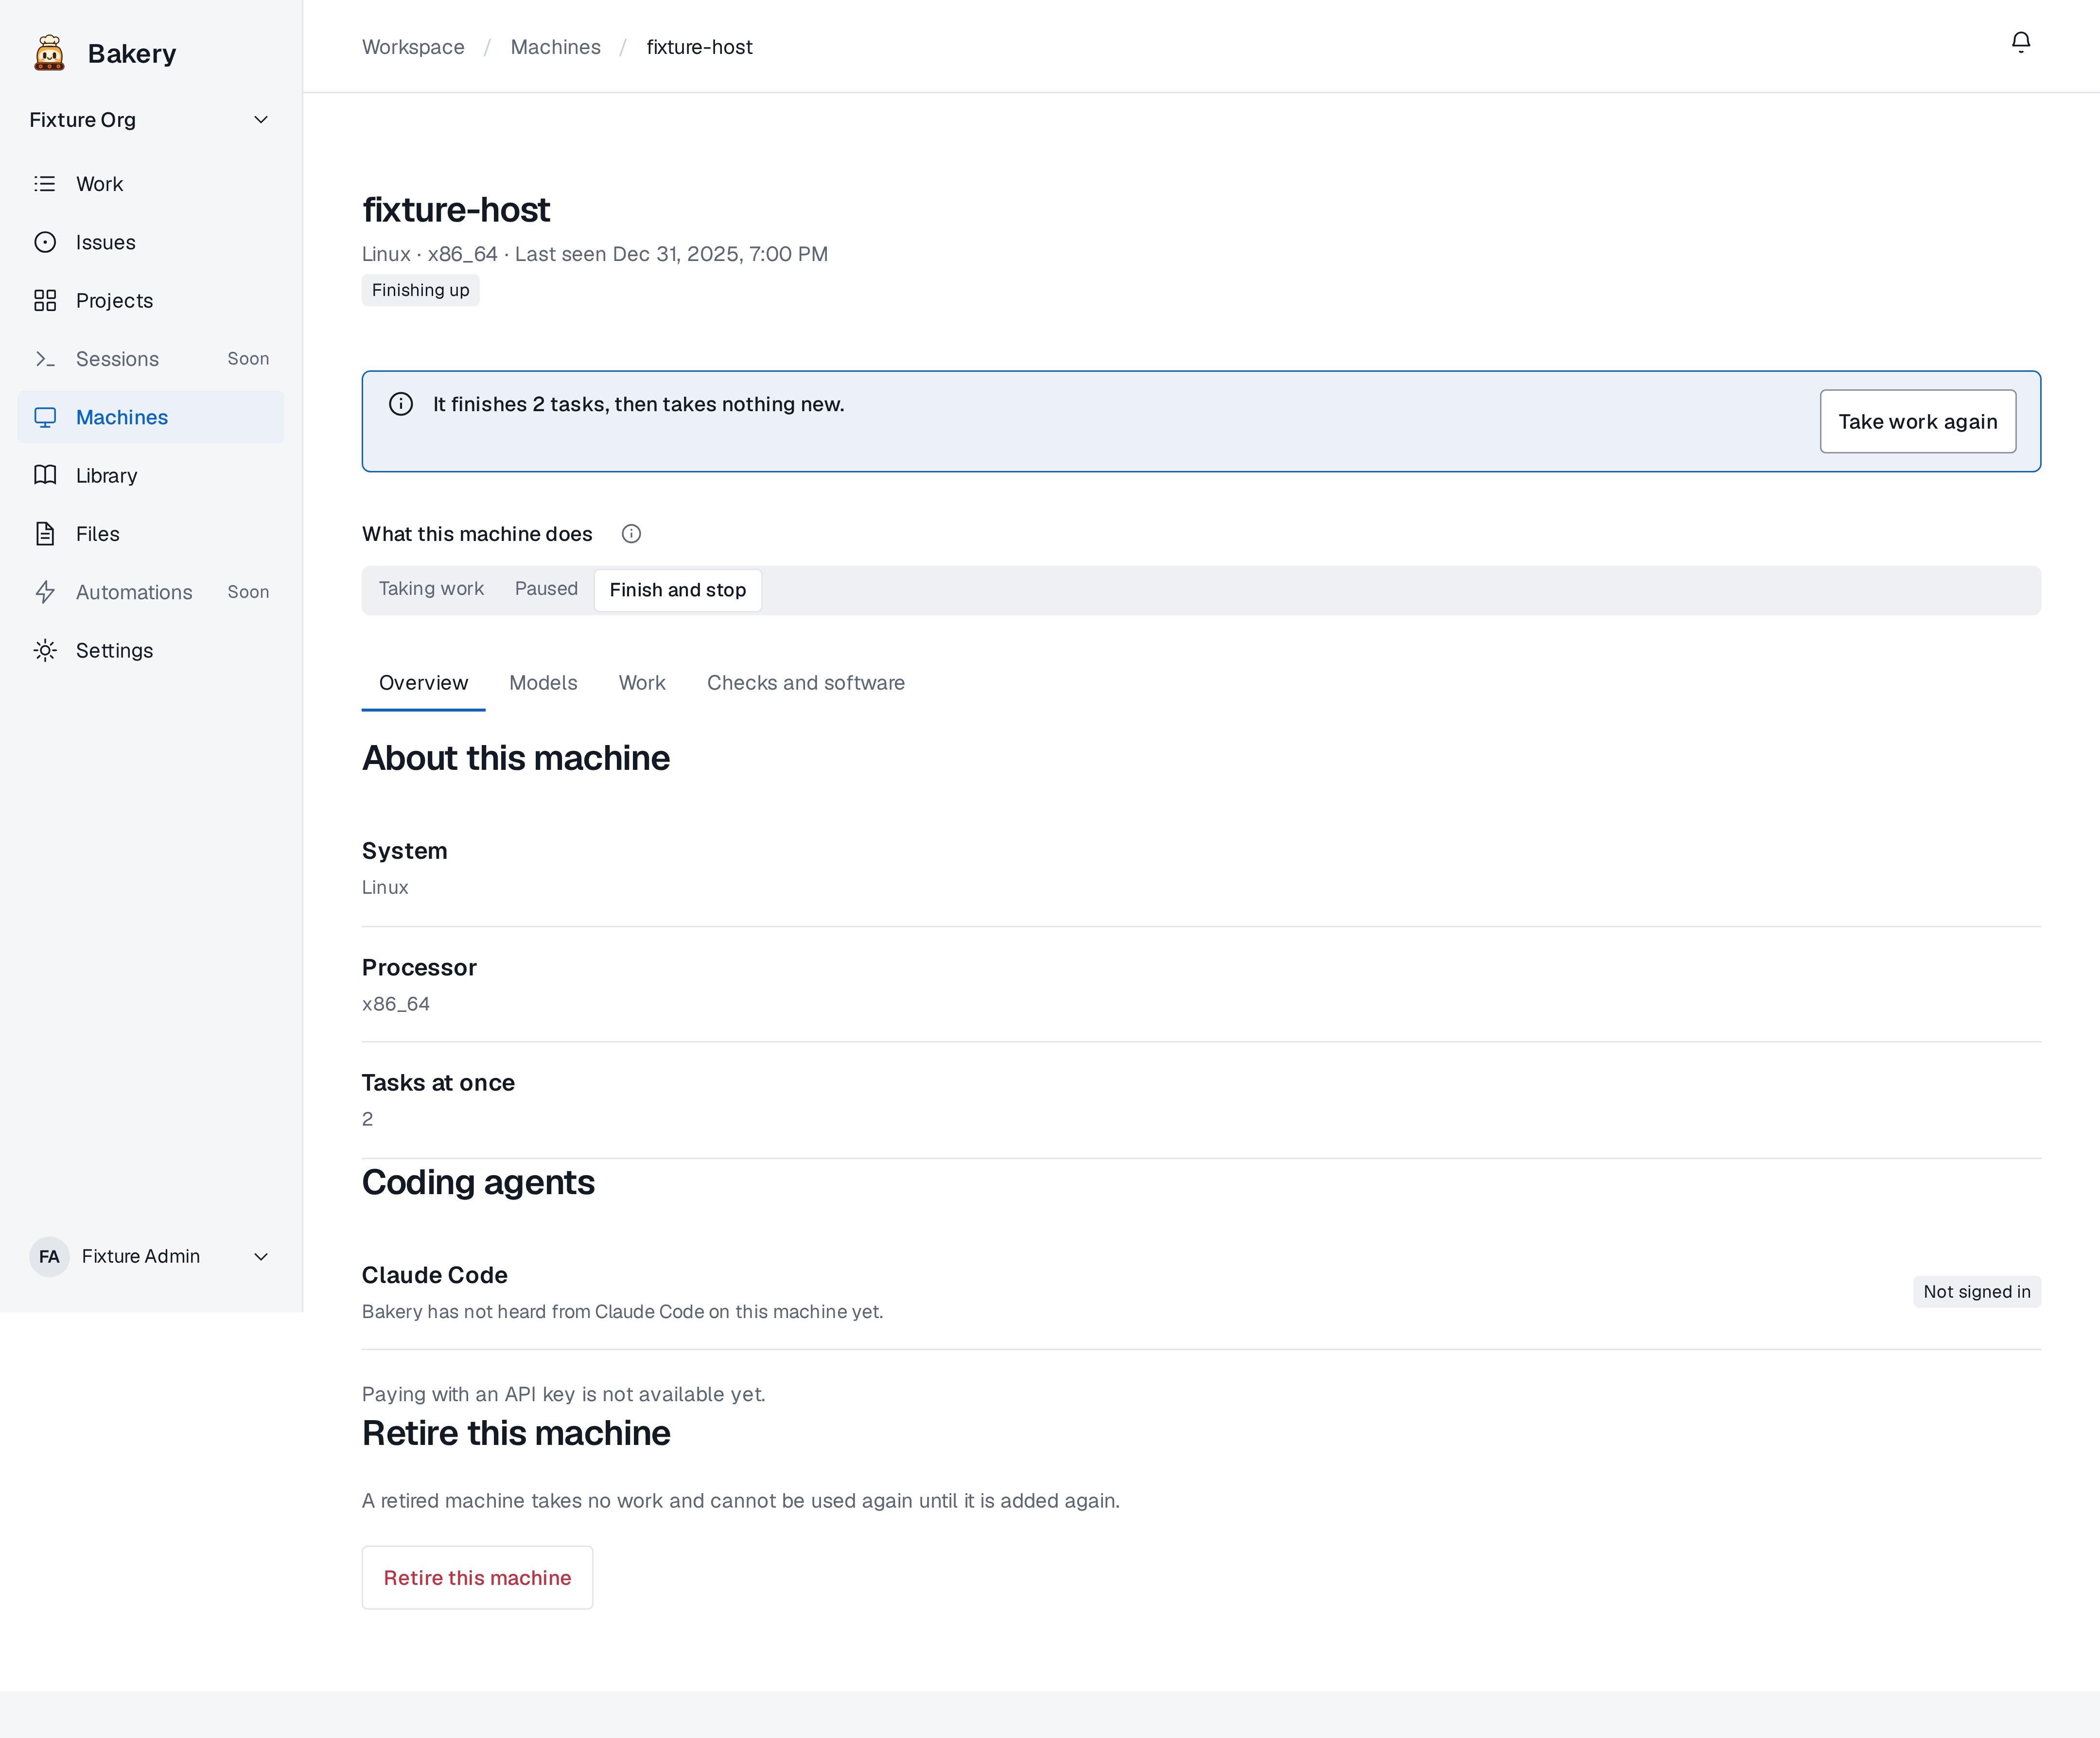 Bakery
Fixture Org
Work
Issues
Projects
Sessions Soon
Machines
Library
Files
Automations Soon
Settings
FA Fixture Admin
Workspace / Machines / fixture-host
fixture-host
Linux · x86_64 · Last seen Dec 31, 2025, 7:00 PM
Finishing up
It finishes 2 tasks, then takes nothing new.
Take work again
What this machine does
Taking work Paused Finish and stop
Overview Models Work Checks and software
About this machine
System
Linux
Processor
x86_64
Tasks at once
2
Coding agents
Claude Code
Bakery has not heard from Claude Code on this machine yet.
Not signed in
Paying with an API key is not available yet.
Retire this machine
A retired machine takes no work and cannot be used again until it is added again.
Retire this machine